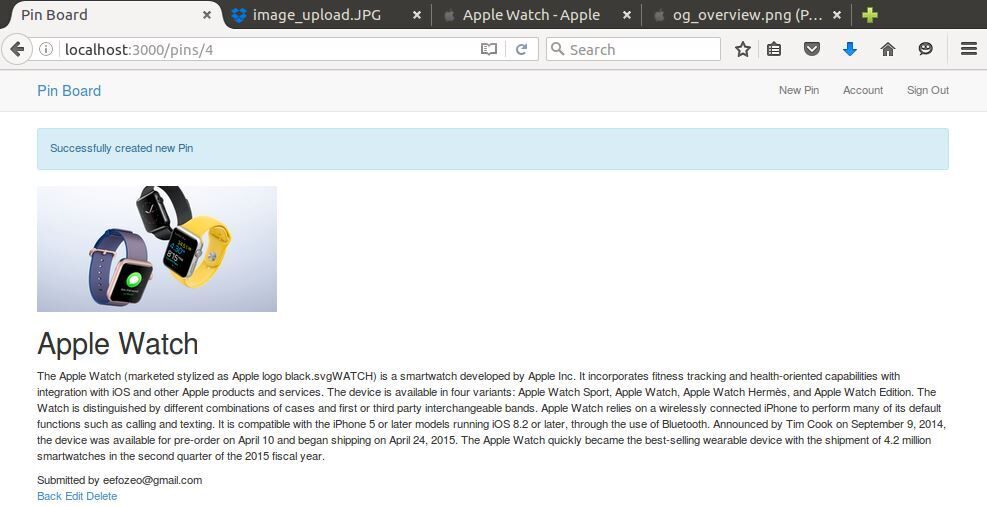 Pin Board image_upload.JPG Apple Watch - Apple og_overview.png (P...
localhost:3000/pins/4 Search
Pin Board New Pin Account Sign Out
Successfully created new Pin
Apple Watch
The Apple Watch (marketed stylized as Apple logo black.svgWATCH) is a smartwatch developed by Apple Inc. It incorporates fitness tracking and health-oriented capabilities with
integration with iOS and other Apple products and services. The device is available in four variants: Apple Watch Sport, Apple Watch, Apple Watch Hermès, and Apple Watch Edition. The
Watch is distinguished by different combinations of cases and first or third party interchangeable bands. Apple Watch relies on a wirelessly connected iPhone to perform many of its default
functions such as calling and texting. It is compatible with the iPhone 5 or later models running iOS 8.2 or later, through the use of Bluetooth. Announced by Tim Cook on September 9, 2014,
the device was available for pre-order on April 10 and began shipping on April 24, 2015. The Apple Watch quickly became the best-selling wearable device with the shipment of 4.2 million
smartwatches in the second quarter of the 2015 fiscal year.
Submitted by eefozeo@gmail.com
Back Edit Delete